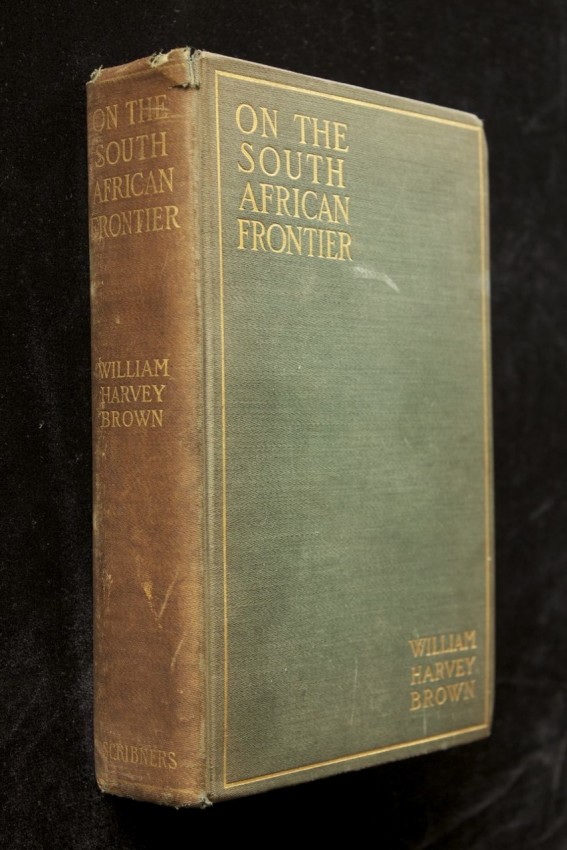 ON THE
SOUTH
AFRICAN
FRONTIER
WILLIAM
HARVEY
BROWN
SCRIBNERS
ON THE
SOUTH
AFRICAN
FRONTIER
WILLIAM
HARVEY
BROWN